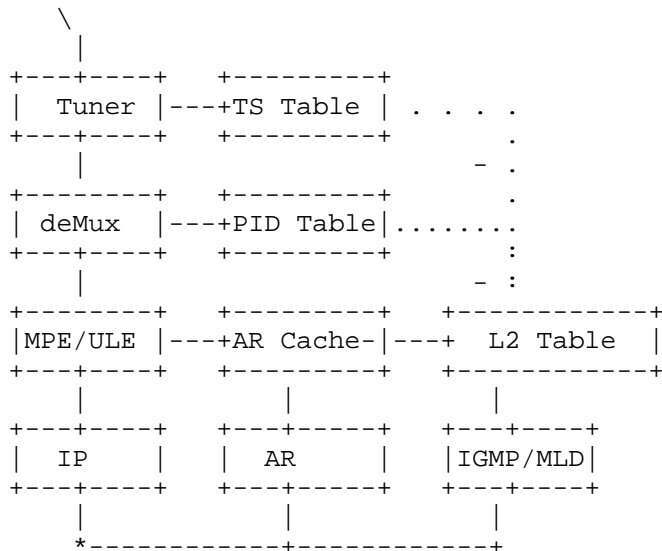 Tuner TS Table
deMux PID Table
MPE/ULE AR Cache L2 Table
IP AR IGMP/MLD